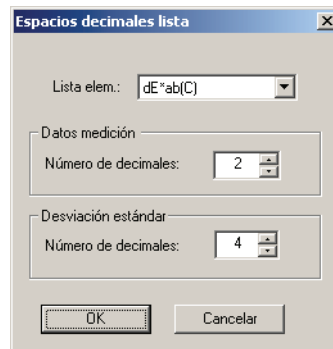 Espacios decimales lista
Lista elem.: dE*ab(C)
Datos medición
Número de decimales: 2
Desviación estándar
Número de decimales: 4
OK Cancelar